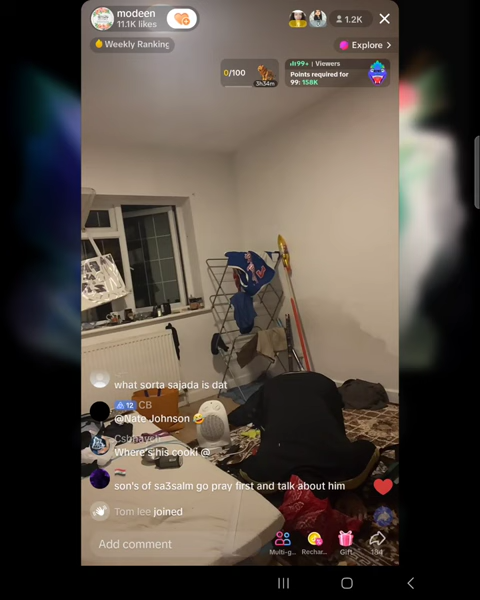 modeen
11.1K likes
1.2K
Weekly Ranking
Explore >
0/100
3h34m
99+ | Viewers
Points required for
99: 158K
what sorta sajada is dat
12 CB
@Nate Johnson 🤣
Where's his cooki @
son's of sa3salm go pray first and talk about him
Tom lee joined
Add comment
Multi-g...
Rechar...
Gift
184